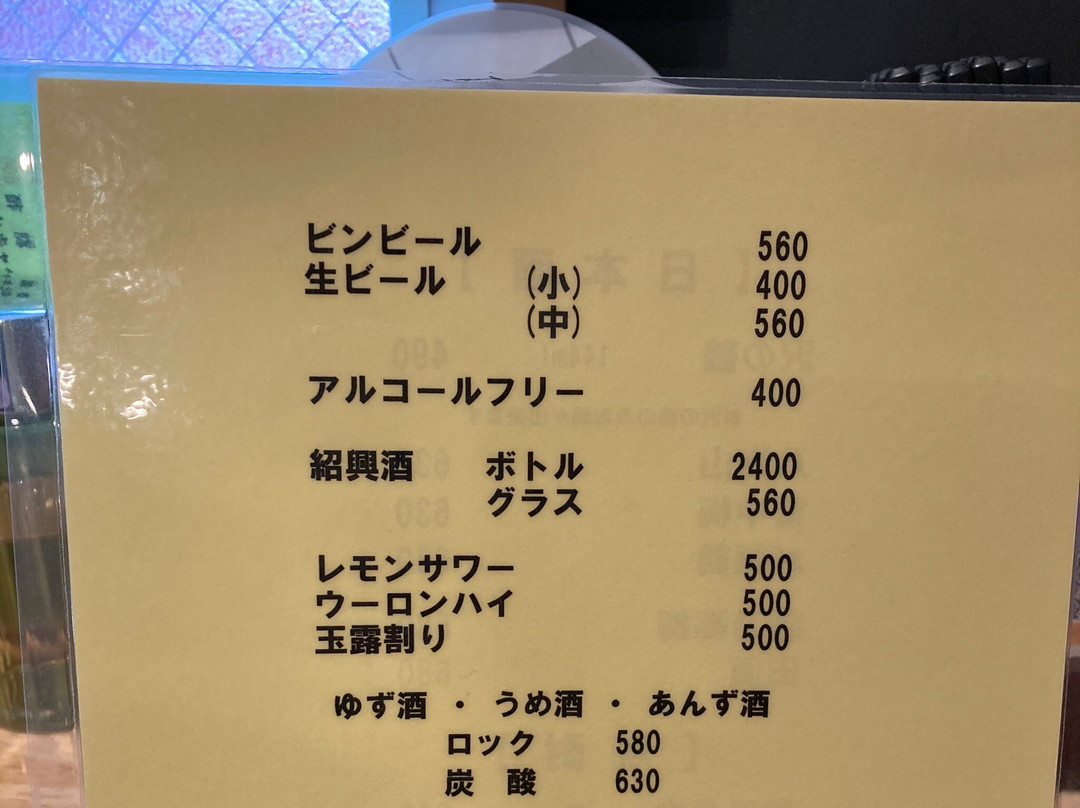 ビンビール 560
生ビール (小) 400
(中) 560
アルコールフリー 400
紹興酒 ボトル 2400
グラス 560
レモンサワー 500
ウーロンハイ 500
玉露割り 500
ゆず酒 ・ うめ酒 ・ あんず酒
ロック 580
炭 酸 630